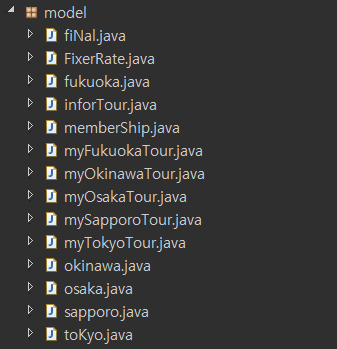 model
fiNal.java
FixerRate.java
fukuoka.java
inforTour.java
memberShip.java
myFukuokaTour.java
myOkinawaTour.java
myOsakaTour.java
mySapporoTour.java
myTokyoTour.java
okinawa.java
osaka.java
sapporo.java
toKyo.java